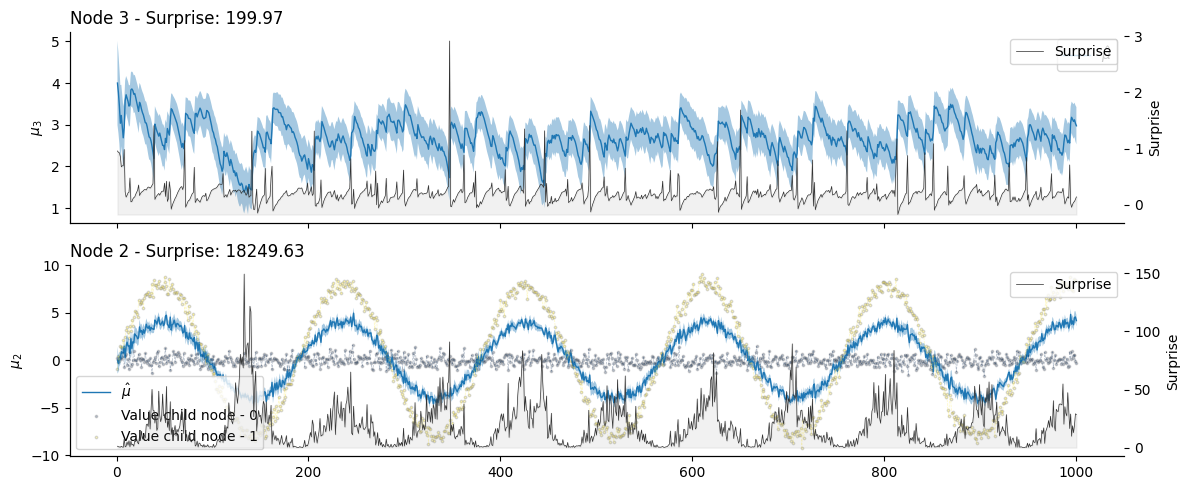 Node 3 - Surprise: 199.97
μ₃
5
4
3
2
1
Surprise
3
2
1
0
Surprise
Node 2 - Surprise: 18249.63
μ₂
10
5
0
−5
−10
μ̂
Value child node - 0
Value child node - 1
Surprise
150
100
50
0
Surprise
0
200
400
600
800
1000